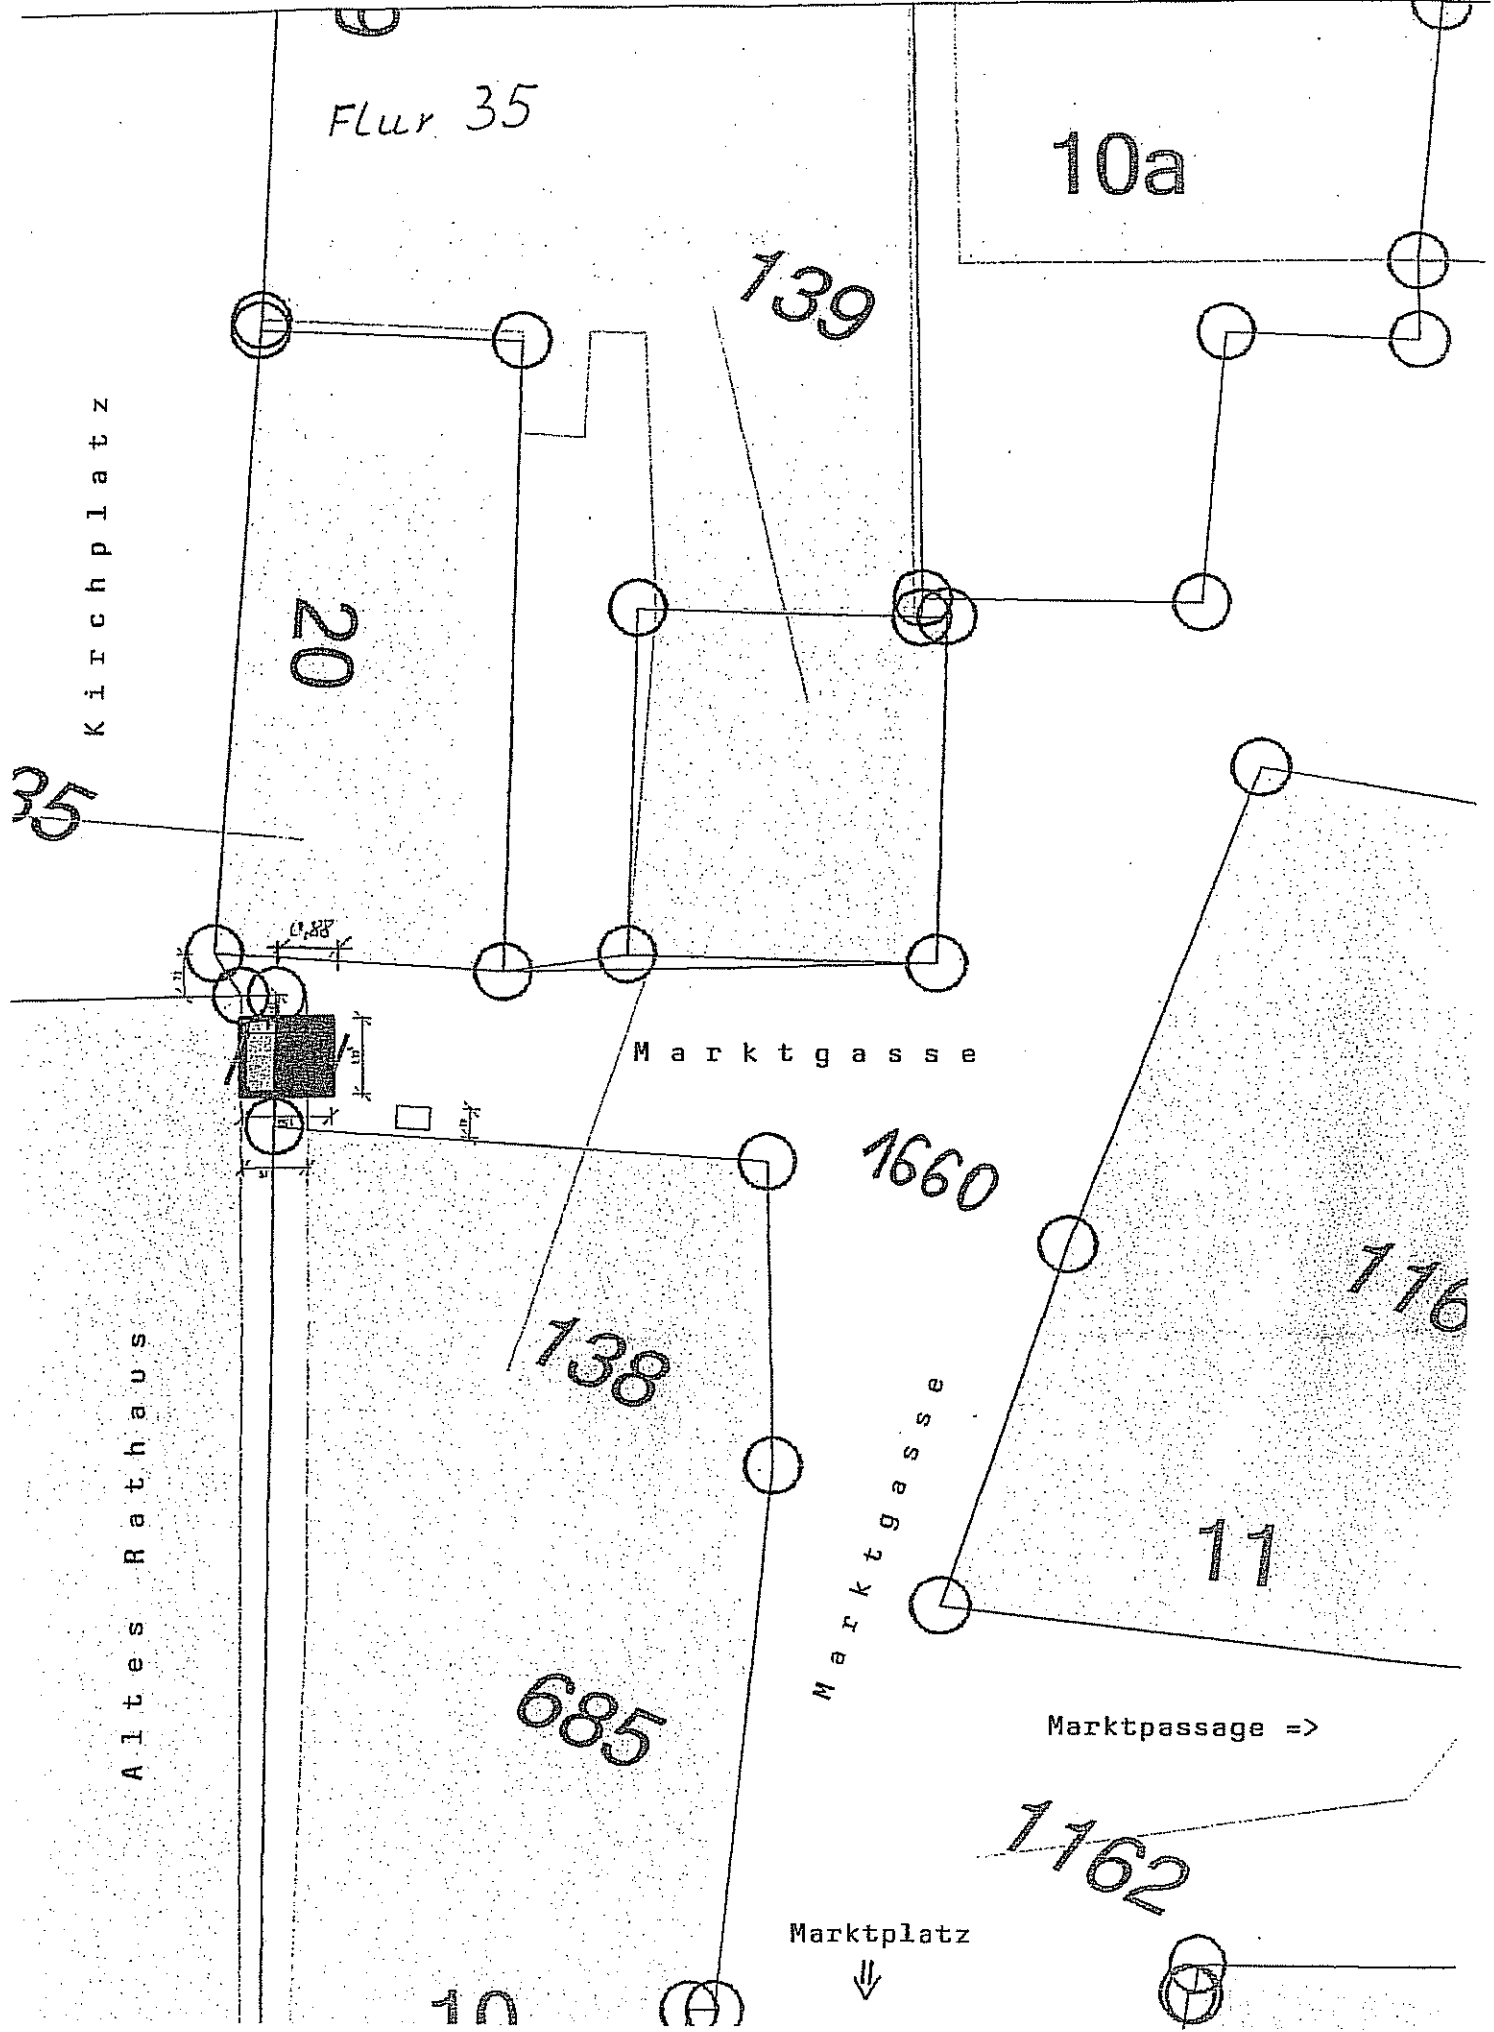 Flur 35
10a
139
Kirchplatz
20
35
0,88
Marktgasse
1660
116
138
Altes Rathaus
Marktgasse
11
685
Marktpassage =>
1162
Marktplatz
⇓
10